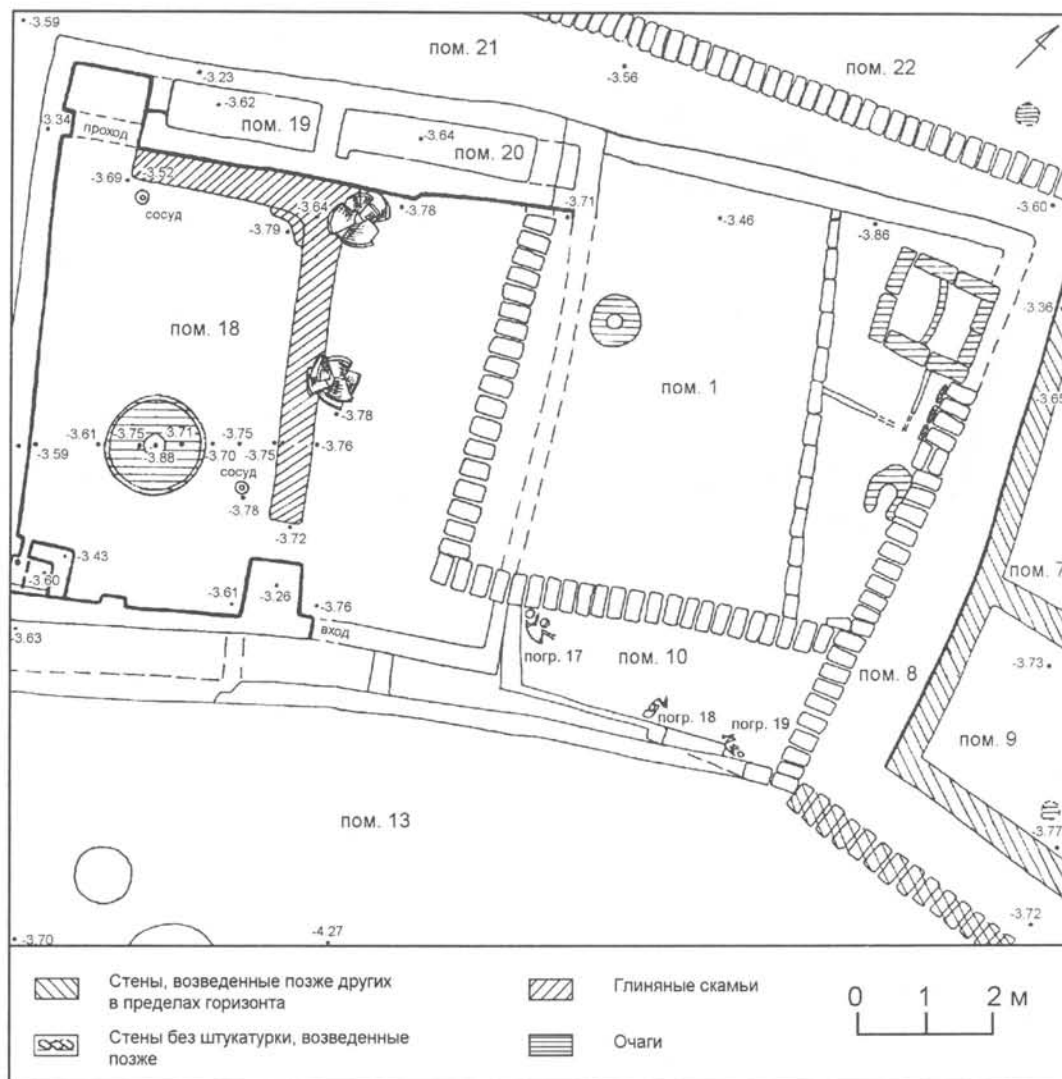 -3.59
пом. 21
-3.56
пом. 22
-3.23
-3.62
пом. 19
-3.64
пом. 20
-3.34
проход
-3.69
-3.52
сосуд
-3.64
-3.79
-3.78
-3.71
-3.46
-3.86
-3.60
-3.36
пом. 18
пом. 1
-3.65
-3.78
-3.59
-3.61
-3.75
-3.88
3.71
-3.70
-3.75
-3.75
-3.76
сосуд
-3.78
-3.72
-3.43
-3.60
-3.61
-3.26
-3.76
вход
-3.63
погр. 17
пом. 10
погр. 18
погр. 19
пом. 8
пом. 7
-3.73
пом. 9
-3.77
пом. 13
-3.70
-4.27
-3.72
Стены, возведенные позже других
в пределах горизонта
Стены без штукатурки, возведенные
позже
Глиняные скамьи
Очаги
0 1 2 м